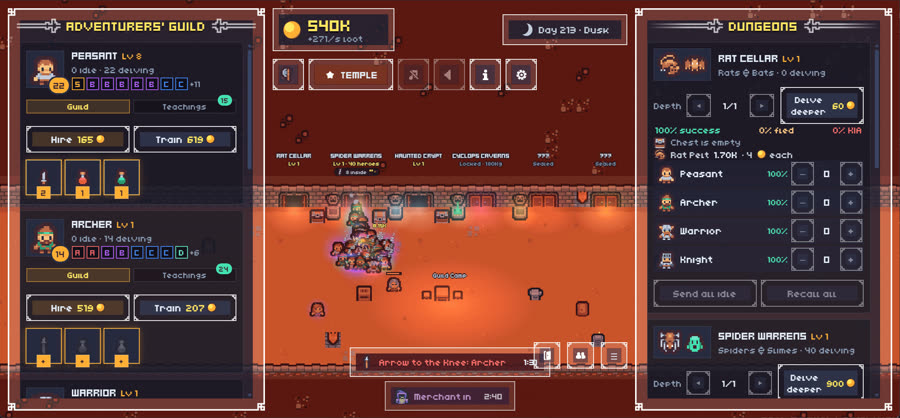 ADVENTURERS' GUILD
PEASANT Lv 8
0 idle · 22 delving
22
S B B B B B C C +11
Guild
Teachings
15
Hire 165
Train 619
2
1
1
ARCHER Lv 1
0 idle · 14 delving
14
A A B B C C C D +6
Guild
Teachings
24
Hire 519
Train 207
WARRIOR Lv 1
540K
+271/s loot
Day 213 · Dusk
TEMPLE
RAT CELLAR
Lv 1
SPIDER WARRENS
Lv 1 · 40 heroes
HAUNTED CRYPT
Lv 1
CYCLOPS CAVERNS
Locked · 100Kg
???
Sealed
???
Sealed
Guild Camp
Arrow to the Knee: Archer
Merchant in 2:40
DUNGEONS
RAT CELLAR Lv 1
Rats & Bats · 0 delving
Depth
1/1
Delve deeper 60
100% success
0% fled
0% KIA
Chest is empty
Rat Pelt 1.70K · 4 each
Peasant 100% − 0 +
Archer 100% − 0 +
Warrior 100% − 0 +
Knight 100% − 0 +
Send all idle
Recall all
SPIDER WARRENS Lv 1
Spiders & Slimes · 40 delving
Depth
1/1
Delve deeper 900